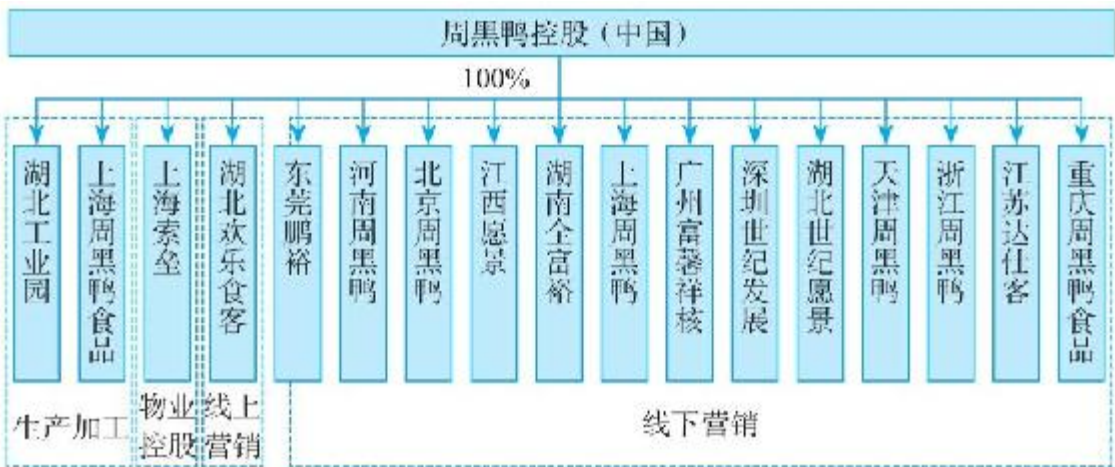 周黑鸭控股（中国）
100%
湖北工业园
上海周黑鸭食品
上海索垒
湖北欢乐食客
东莞鹏裕
河南周黑鸭
北京周黑鸭
江西愿景
湖南全富裕
上海周黑鸭
广州富馨祥核
深圳世纪发展
湖北世纪愿景
天津周黑鸭
浙江周黑鸭
江苏达仕客
重庆周黑鸭食品
生产加工
物业
控股
线上
营销
线下营销